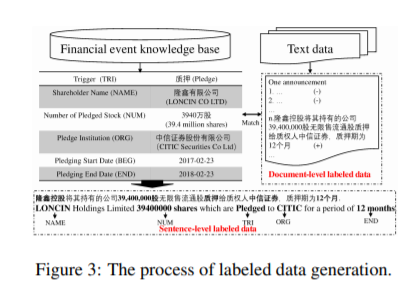 Financial event knowledge base
Text data
Trigger (TRI)
质押 (Pledge)
Shareholder Name (NAME)
隆鑫有限公司
(LONCIN CO LTD)
Number of Pledged Stock (NUM)
3940万股
(39.4 million shares)
Pledge Institution (ORG)
中信证券股份有限公司
(CITIC Securities Co Ltd)
Pledging Start Date (BEG)
2017-02-23
Pledging End Date (END)
2018-02-23
Match
One announcement
1. … (-)
2. … (-)
...
n.隆鑫控股将其持有的公司
39,400,000股无限售流通股质押
给质权人中信证券, 质押期为
12个月 (+)
...
Document-level labeled data
隆鑫控股将其持有的公司39,400,000股无限售流通股质押给质权人中信证券, 质押期为12个月.
LONCIN Holdings Limited 39400000 shares which are Pledged to CITIC for a period of 12 months
NAME NUM TRI ORG END
Sentence-level labeled data
Figure 3: The process of labeled data generation.